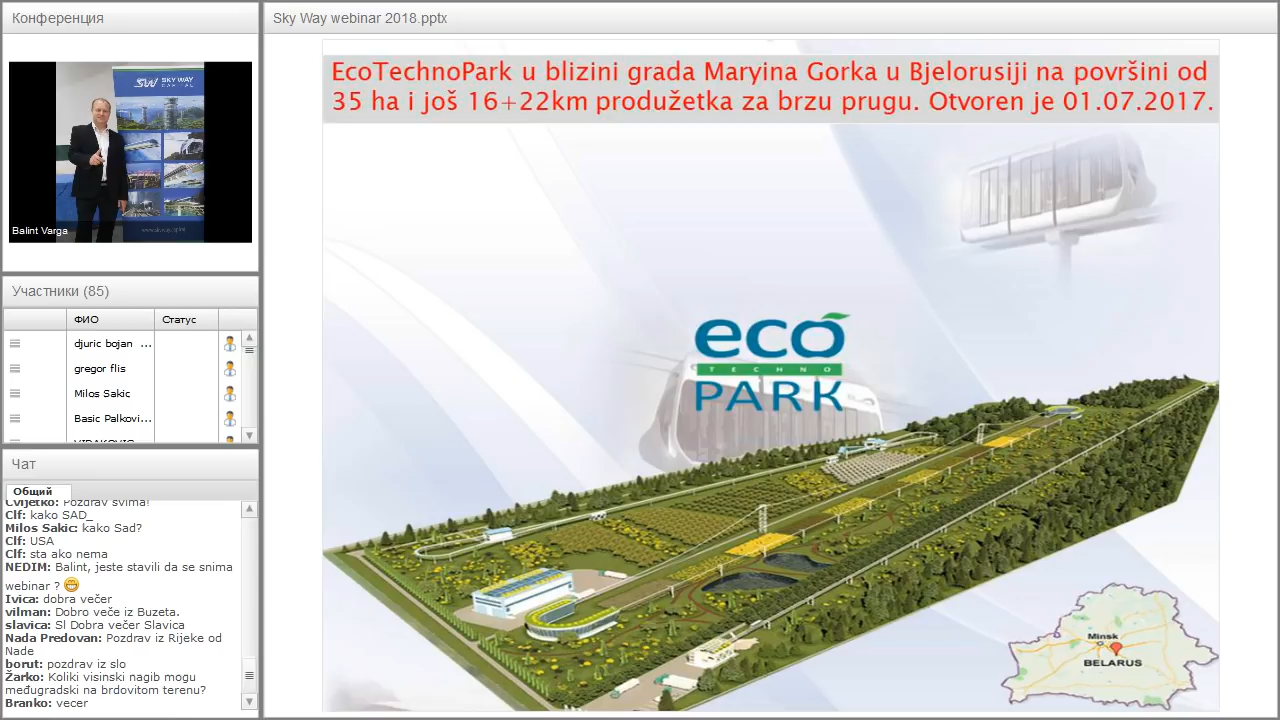 Конференция
Sky Way webinar 2018.pptx
SKY WAY
CAPITAL
Balint Varga
Участники (85)
ФИО Статус
djuric bojan ...
gregor flis
Milos Sakic
Basic Palkovi...
Чат
Общий
Cvijetko: Pozdrav svima!
Clf: kako SAD_
Milos Sakic: kako Sad?
Clf: USA
Clf: sta ako nema
NEDIM: Balint, jeste stavili da se snima
webinar ?
Ivica: dobra večer
vilman: Dobro veče iz Buzeta.
slavica: Sl Dobra večer Slavica
Nada Predovan: Pozdrav iz Rijeke od
Nade
borut: pozdrav iz slo
Žarko: Koliki visinski nagib mogu
međugradski na brdovitom terenu?
Branko: vecer
EcoTechnoPark u blizini grada Maryina Gorka u Bjelorusiji na površini od
35 ha i još 16+22km produžetka za brzu prugu. Otvoren je 01.07.2017.
eco
TECHNO
PARK
Minsk
BELARUS